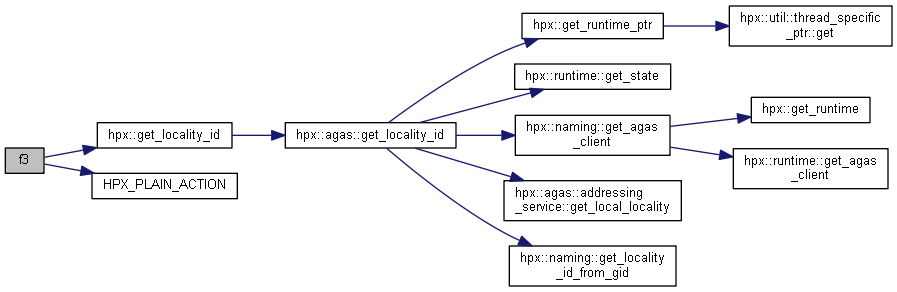 f3
hpx::get_locality_id
HPX_PLAIN_ACTION
hpx::agas::get_locality_id
hpx::get_runtime_ptr
hpx::runtime::get_state
hpx::naming::get_agas
_client
hpx::agas::addressing
_service::get_local_locality
hpx::naming::get_locality
_id_from_gid
hpx::util::thread_specific
_ptr::get
hpx::get_runtime
hpx::runtime::get_agas
_client